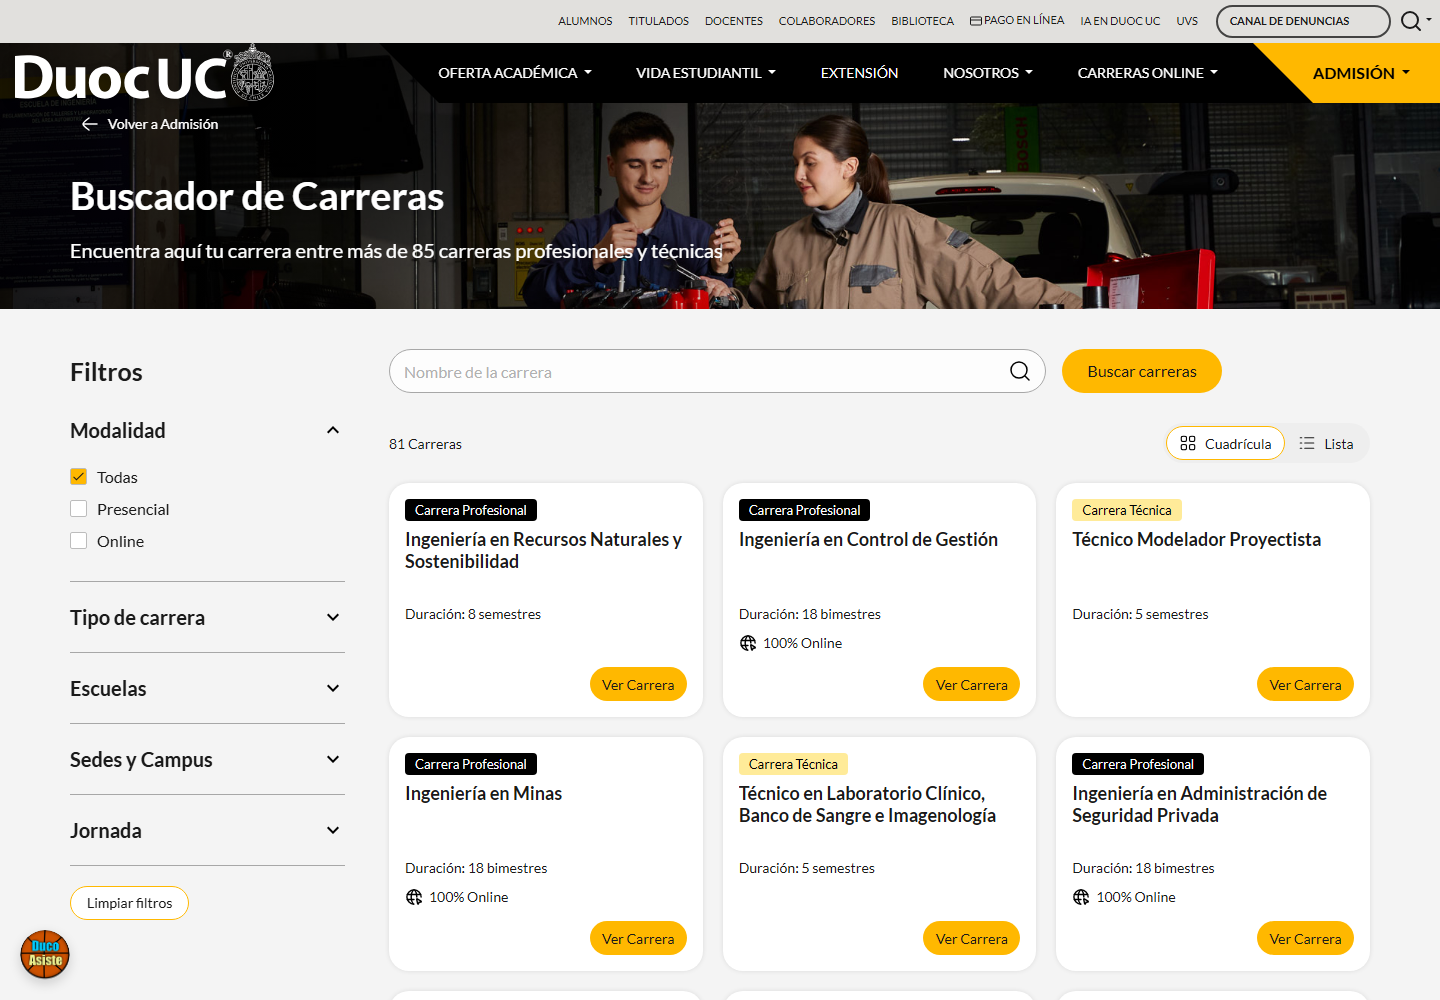 ALUMNOS TITULADOS DOCENTES COLABORADORES BIBLIOTECA PAGO EN LÍNEA IA EN DUOC UC UVS CANAL DE DENUNCIAS
Duoc UC®
OFERTA ACADÉMICA VIDA ESTUDIANTIL EXTENSIÓN NOSOTROS CARRERAS ONLINE ADMISIÓN
Volver a Admisión
Buscador de Carreras
Encuentra aquí tu carrera entre más de 85 carreras profesionales y técnicas
Filtros
Nombre de la carrera
Buscar carreras
Modalidad
Todas
Presencial
Online
Tipo de carrera
Escuelas
Sedes y Campus
Jornada
Limpiar filtros
Duco
Asiste
81 Carreras
Cuadrícula
Lista
Carrera Profesional
Ingeniería en Recursos Naturales y
Sostenibilidad
Duración: 8 semestres
Ver Carrera
Carrera Profesional
Ingeniería en Control de Gestión
Duración: 18 bimestres
100% Online
Ver Carrera
Carrera Técnica
Técnico Modelador Proyectista
Duración: 5 semestres
Ver Carrera
Carrera Profesional
Ingeniería en Minas
Duración: 18 bimestres
100% Online
Ver Carrera
Carrera Técnica
Técnico en Laboratorio Clínico,
Banco de Sangre e Imagenología
Duración: 5 semestres
Ver Carrera
Carrera Profesional
Ingeniería en Administración de
Seguridad Privada
Duración: 18 bimestres
100% Online
Ver Carrera